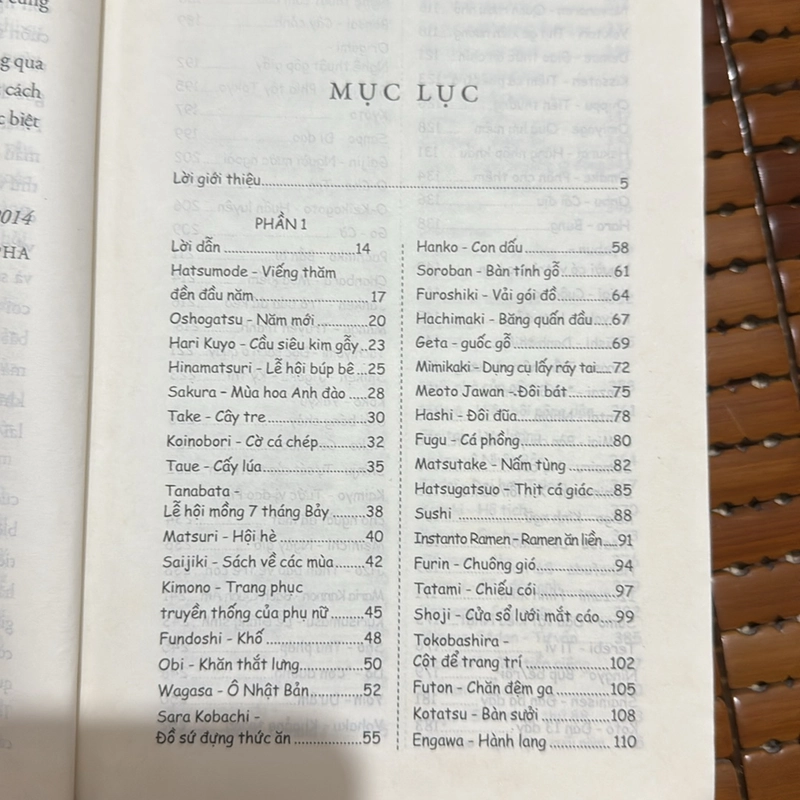 g qua
cách
biệt
2014
PHA
MỤC LỤC
Lời giới thiệu........5
PHẦN 1
Lời dẫn ........14
Hatsumode - Viếng thăm
đền đầu năm........17
Oshogatsu - Năm mới........20
Hari Kuyo - Cầu siêu kim gẫy..23
Hinamatsuri - Lễ hội búp bê...25
Sakura – Mùa hoa Anh đào ....28
Take - Cây tre ........30
Koinobori - Cờ cá chép........32
Taue - Cấy lúa........35
Tanabata -
Lễ hội mồng 7 tháng Bảy ......38
Matsuri - Hội hè ........40
Saijiki - Sách về các mùa.......42
Kimono - Trang phục
truyền thống của phụ nữ ......45
Fundoshi - Khố ........48
Obi - Khăn thắt lưng........50
Wagasa - Ô Nhật Bản........52
Sara Kobachi -
Đồ sứ đựng thức ăn ........55
Hanko - Con dấu ........58
Soroban - Bàn tính gỗ........61
Furoshiki - Vải gói đồ........64
Hachimaki - Băng quấn đầu....67
Geta - guốc gỗ........69
Mimikaki - Dụng cụ lấy ráy tai....72
Meoto Jawan -.Đôi bát........75
Hashi - Đôi đũa........78
Fugu - Cá phồng........80
Matsutake - Nấm tùng ........82
Hatsugatsuo - Thịt cá giác.....85
Sushi ........88
Instanto Ramen - Ramen ăn liền...91
Furin - Chuông gió........94
Tatami - Chiếu cói ........97
Shoji - Cửa sổ lưới mắt cáo...99
Tokobashira -
Cột để trang trí ........102
Futon - Chăn đệm ga ........105
Kotatsu - Bàn sưởi ........108
Engawa - Hành lang ........110